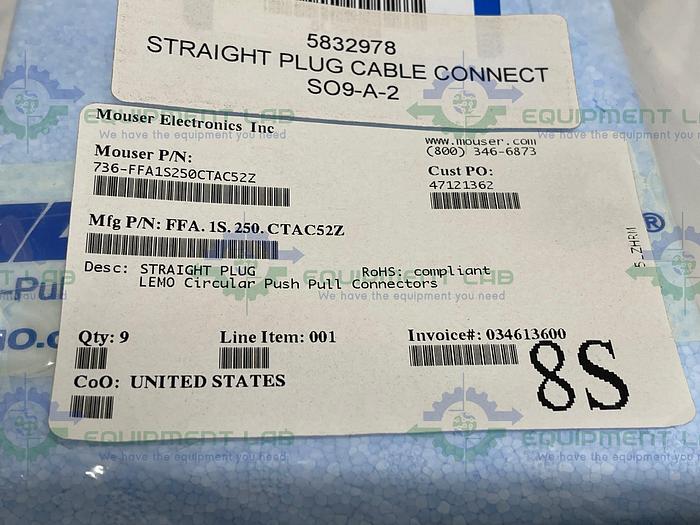 5832978
STRAIGHT PLUG CABLE CONNECT
SO9-A-2
Mouser Electronics Inc
www.mouser.com
(800) 346-6873
Mouser P/N:
736-FFA1S250CTAC52Z
Cust PO:
47121362
Mfg P/N: FFA.1S.250.CTAC52Z
Desc: STRAIGHT PLUG RoHS: compliant
LEMO Circular Push Pull Connectors
Qty: 9 Line Item: 001 Invoice#: 034613600
8S
CoO: UNITED STATES
5_ZHRM
®
EQUIPMENT LAB
We have the equipment you need